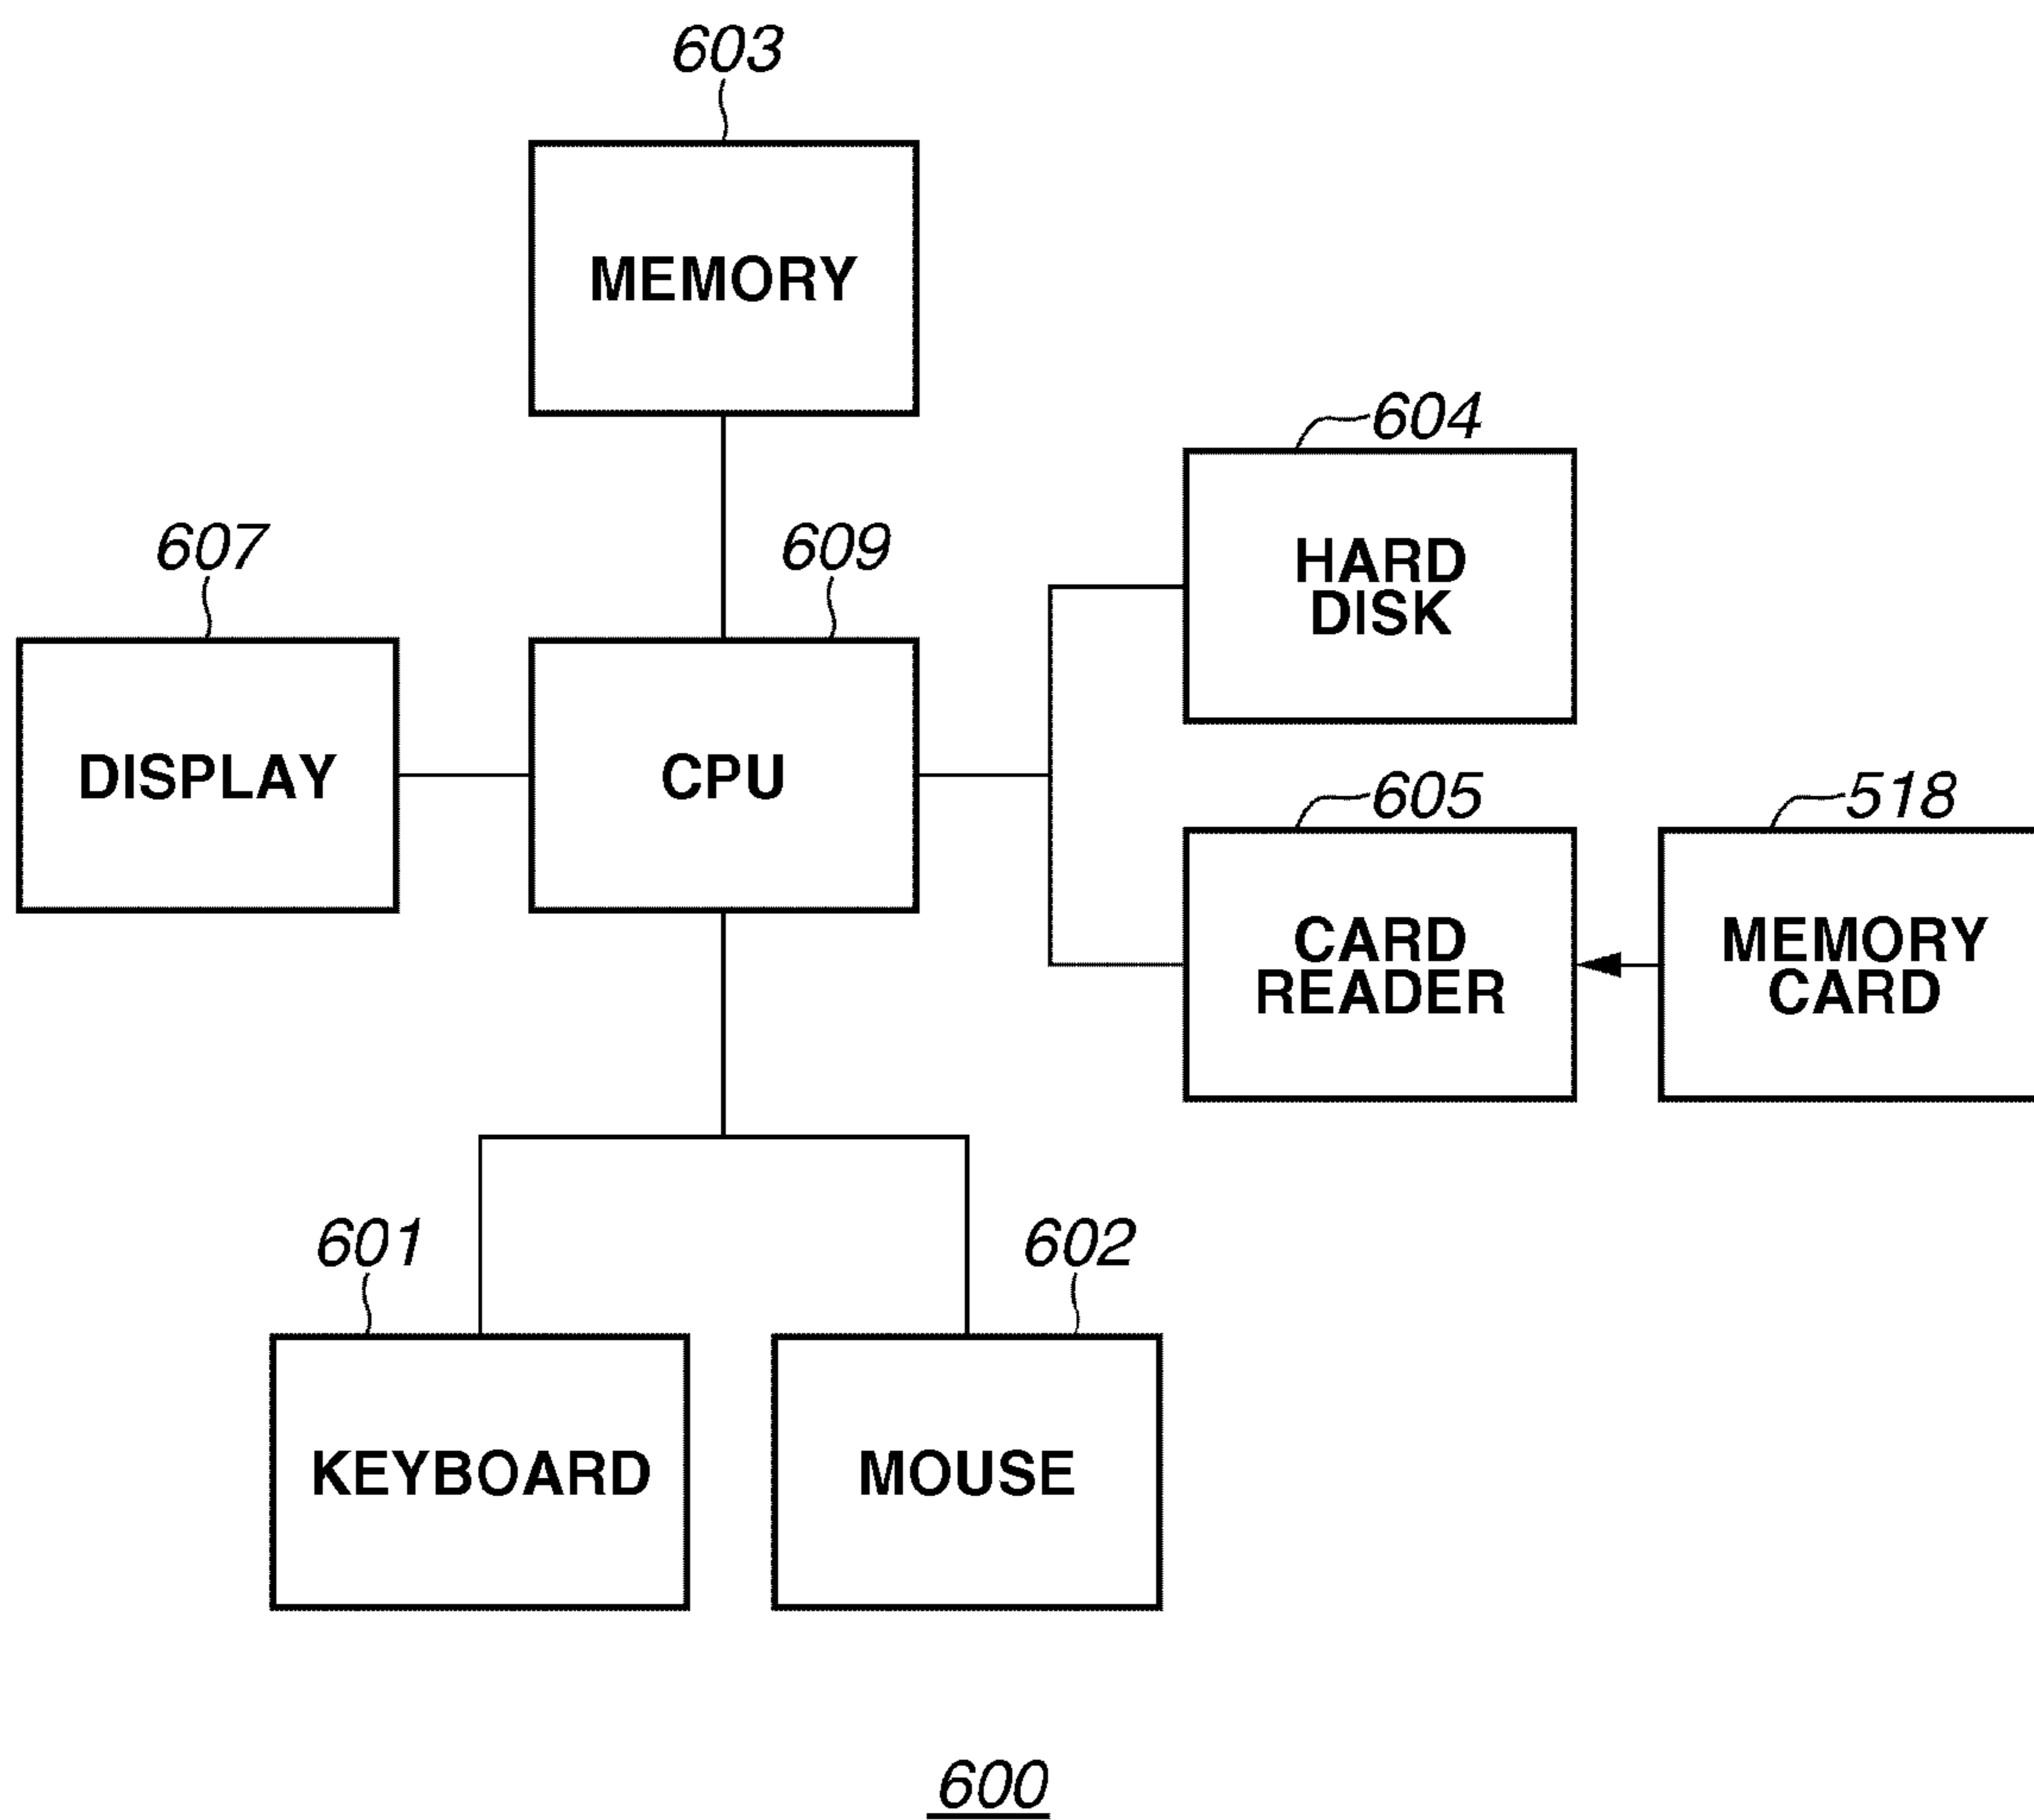 603
MEMORY
604
607
609
HARD
DISK
DISPLAY
CPU
605
518
CARD
READER
MEMORY
CARD
601
602
KEYBOARD
MOUSE
600